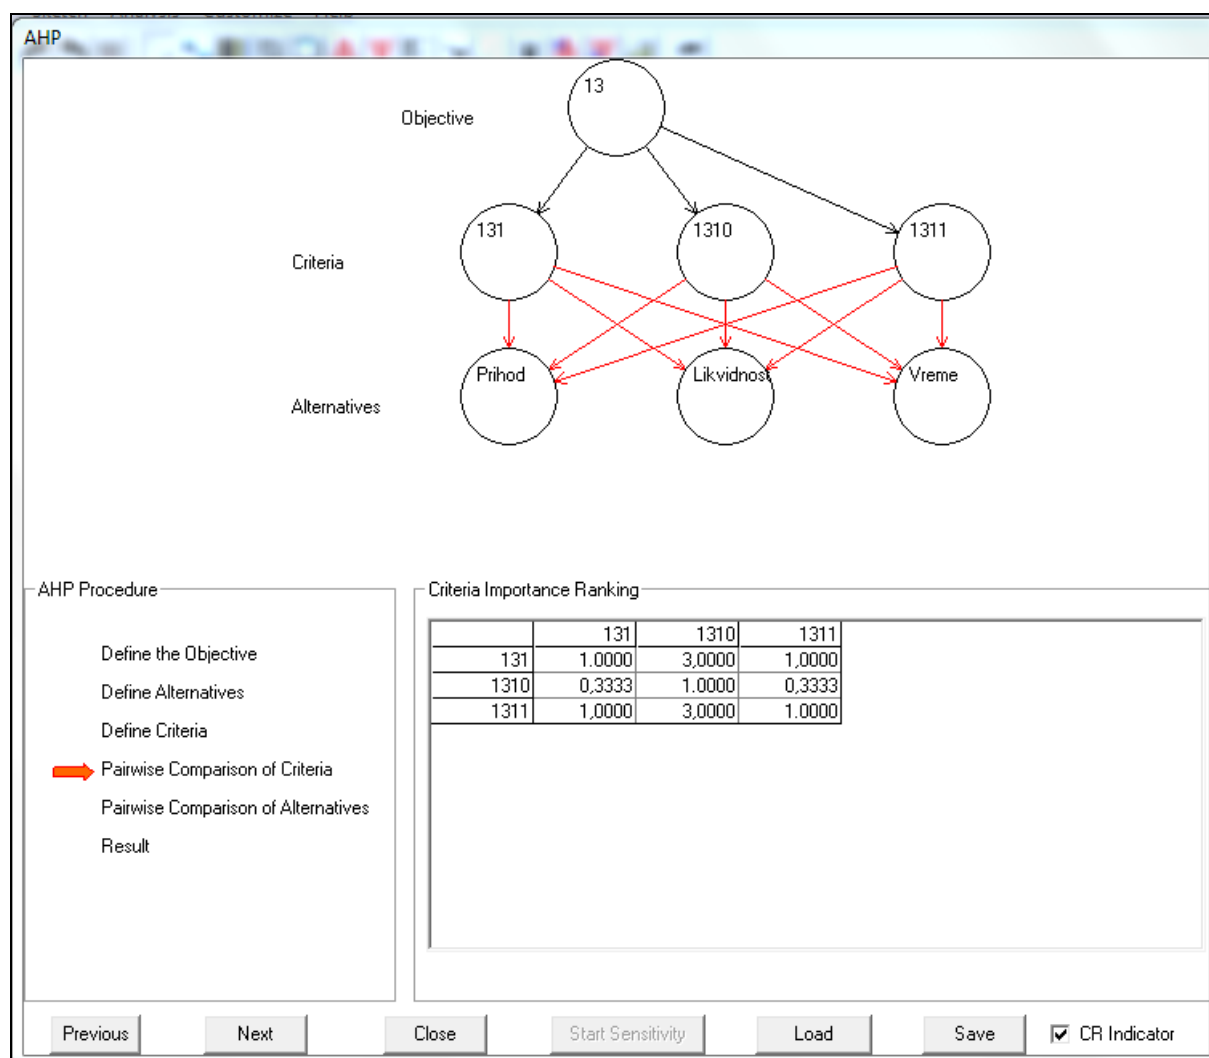 AHP
13
Objective
131 1310 1311
Criteria
Prihod Likvidnost Vreme
Alternatives
AHP Procedure
Define the Objective
Define Alternatives
Define Criteria
Pairwise Comparison of Criteria
Pairwise Comparison of Alternatives
Result
Criteria Importance Ranking
131 1310 1311
131 1.0000 3,0000 1,0000
1310 0,3333 1.0000 0,3333
1311 1,0000 3,0000 1.0000
Previous Next Close Start Sensitivity Load Save CR Indicator